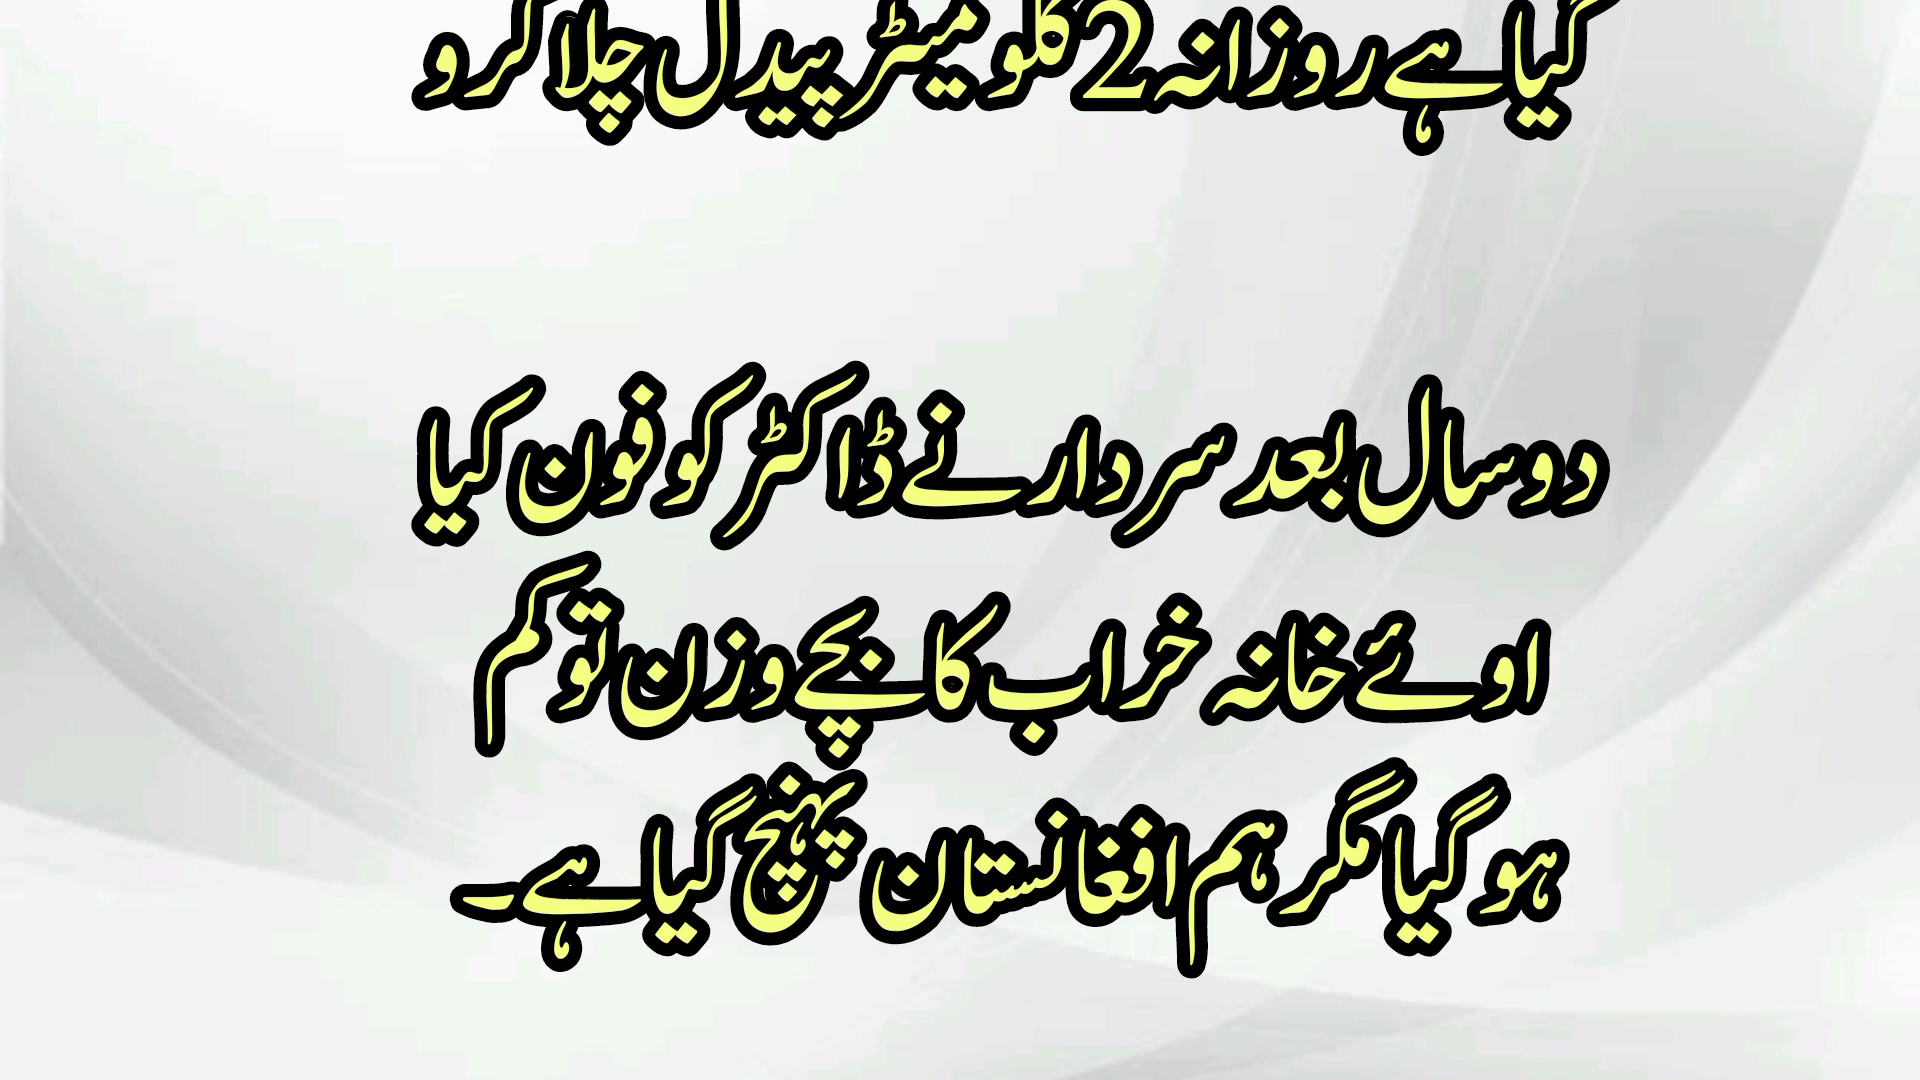 گیا ہے روزانہ 2 کلو میٹر پیدل چلا کرو
دو سال بعد سردار نے ڈاکٹر کو فون کیا
اوئے خانہ خراب کا بچے وزن تو کم
ہو گیا مگر ہم افغانستان پہنچ گیا ہے۔